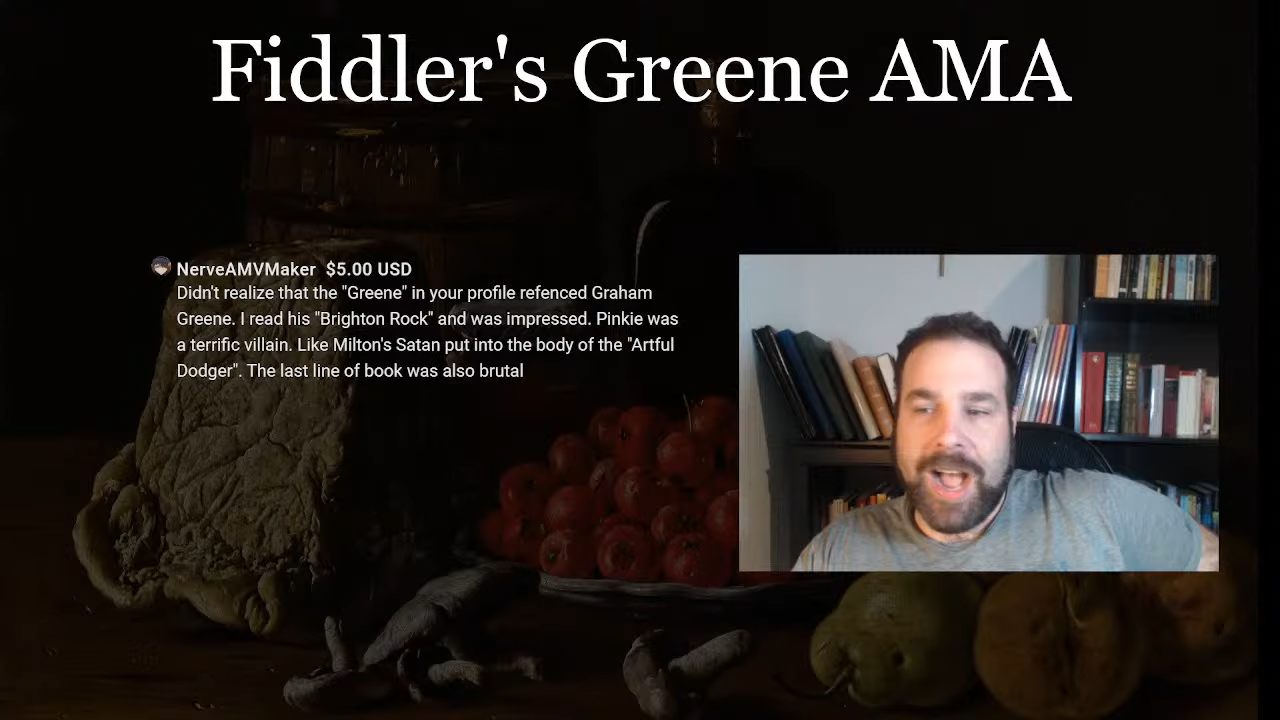 Fiddler's Greene AMA
NerveAMVMaker $5.00 USD
Didn't realize that the "Greene" in your profile refenced Graham
Greene. I read his "Brighton Rock" and was impressed. Pinkie was
a terrific villain. Like Milton's Satan put into the body of the "Artful
Dodger". The last line of book was also brutal